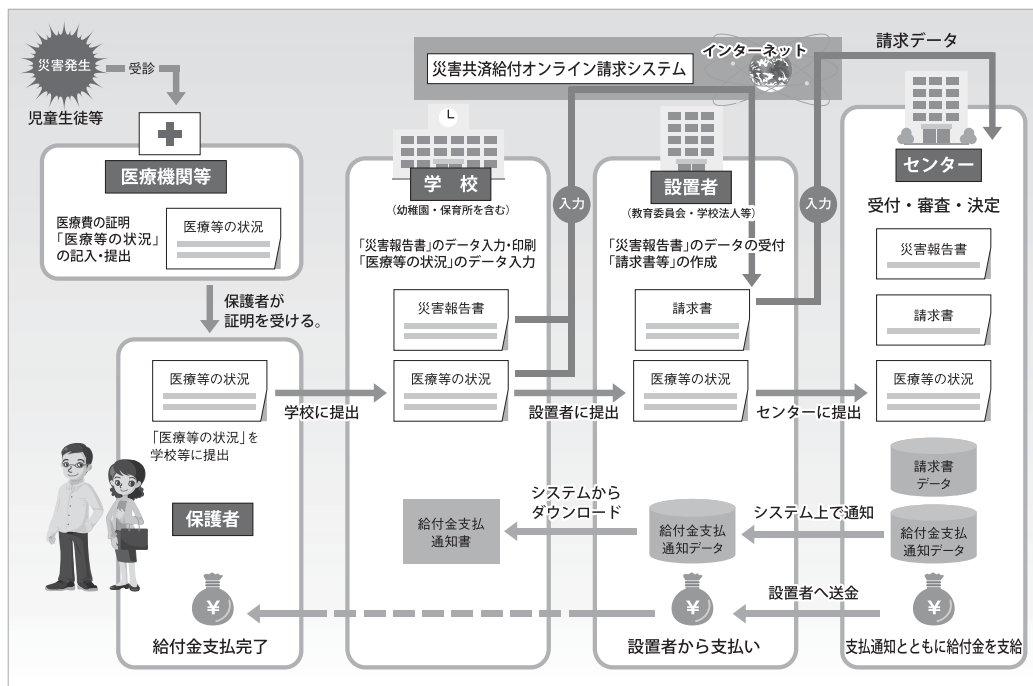 災害発生
受診
児童生徒等
医療機関等
医療費の証明
「医療等の状況」
の記入・提出
医療等の状況
保護者が
証明を受ける。
医療等の状況
「医療等の状況」を
学校等に提出
保護者
¥
給付金支払完了
学校に提出
災害共済給付オンライン請求システム
インターネット
請求データ
学 校
(幼稚園・保育所を含む)
「災害報告書」のデータ入力・印刷
「医療等の状況」のデータ入力
災害報告書
医療等の状況
入力
設置者に提出
給付金支払
通知書
システムから
ダウンロード
設置者
(教育委員会・学校法人等)
「災害報告書」のデータの受付
「請求書等」の作成
請求書
医療等の状況
入力
センターに提出
給付金支払
通知データ
システム上で通知
¥
設置者から支払い
設置者へ送金
センター
受付・審査・決定
災害報告書
請求書
医療等の状況
請求書
データ
給付金支払
通知データ
¥
支払通知とともに給付金を支給